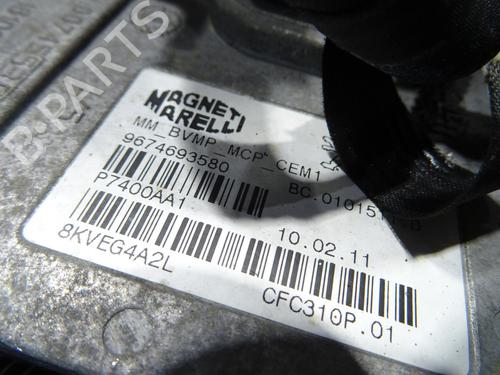 MAGNETI
MARELLI
MM_BVMP_MCP_CEM1
9674693580
P7400AA1
8KVEG4A2L
10.02.11
CFC310P.01
B-Parts